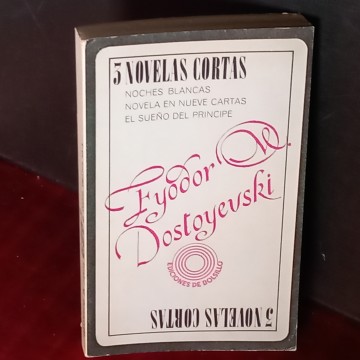 3 NOVELAS CORTAS
NOCHES BLANCAS
NOVELA EN NUEVE CARTAS
EL SUEÑO DEL PRINCIPE
Fyodor M.
Dostoyevski
EDICIONES DE BOLSILLO
3 NOVELAS CORTAS